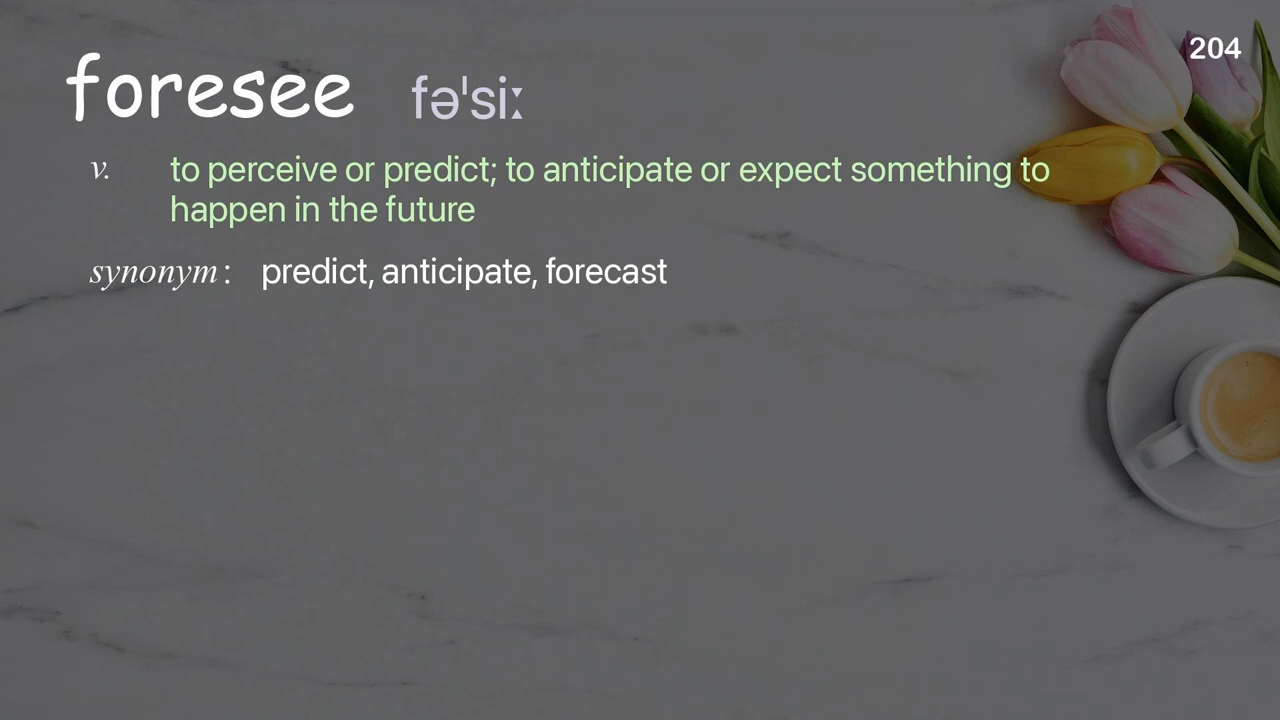 204
foresee fəˈsiː
v. to perceive or predict; to anticipate or expect something to
happen in the future
synonym: predict, anticipate, forecast